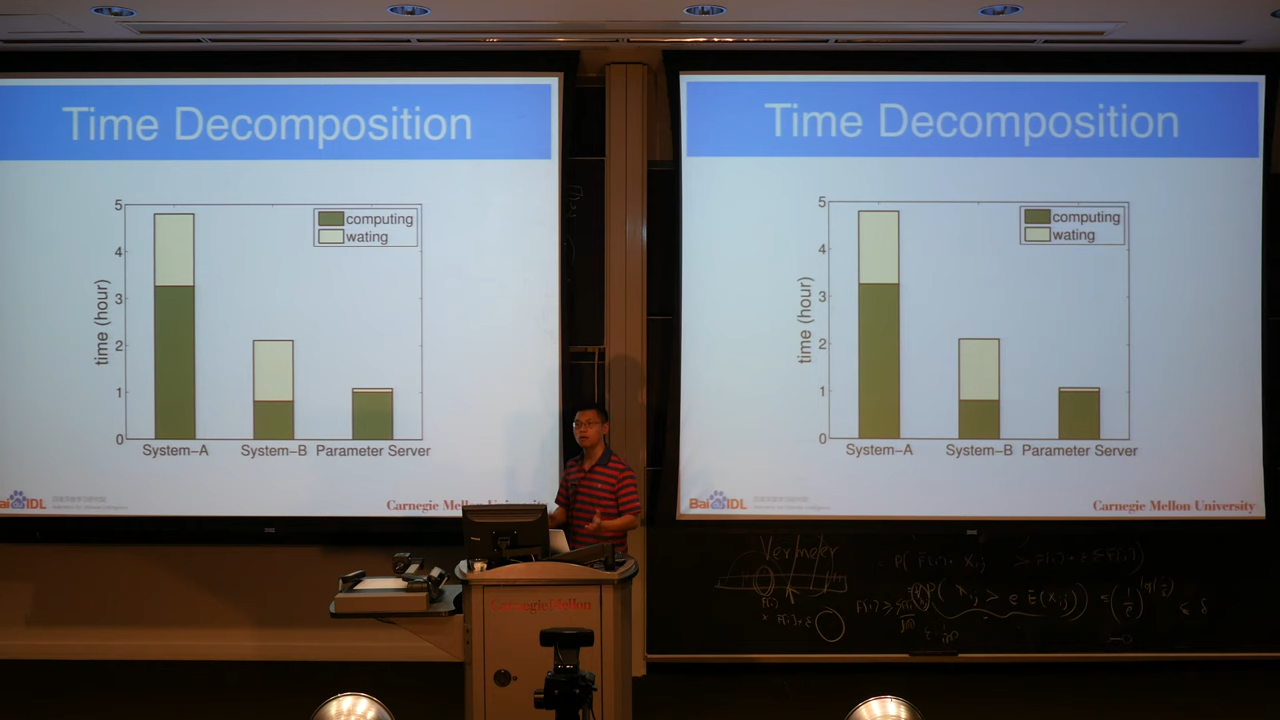 Time Decomposition
5
4
3
2
1
0
time (hour)
computing
wating
System-A
System-B
Parameter Server
Bai IDL
Carnegie Mellon
Time Decomposition
5
4
3
2
1
0
time (hour)
computing
wating
System-A
System-B
Parameter Server
Bai IDL
Carnegie Mellon University
Carnegie Mellon